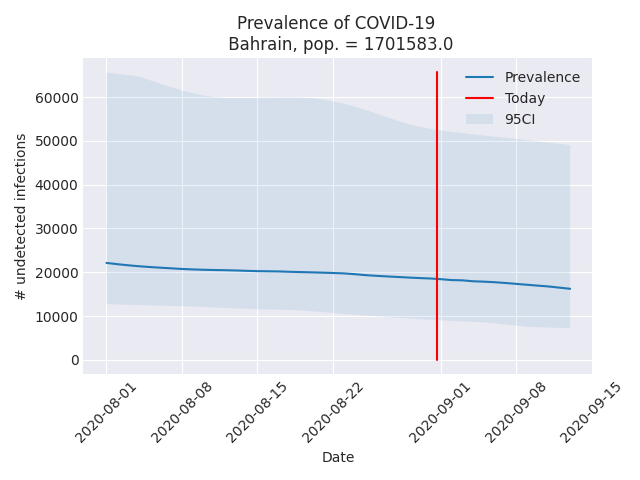 Prevalence of COVID-19
Bahrain, pop. = 1701583.0
Prevalence
Today
95CI
# undetected infections
60000
50000
40000
30000
20000
10000
0
2020-08-01
2020-08-08
2020-08-15
2020-08-22
2020-09-01
2020-09-08
2020-09-15
Date